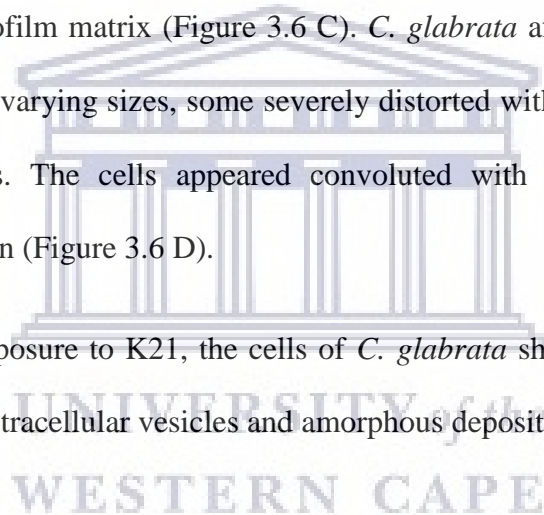 ofilm matrix (Figure 3.6 C). C. glabrata a
varying sizes, some severely distorted with
s. The cells appeared convoluted with
n (Figure 3.6 D).
posure to K21, the cells of C. glabrata sh
tracellular vesicles and amorphous deposit
UNIVERSITY of the
WESTERN CAPE